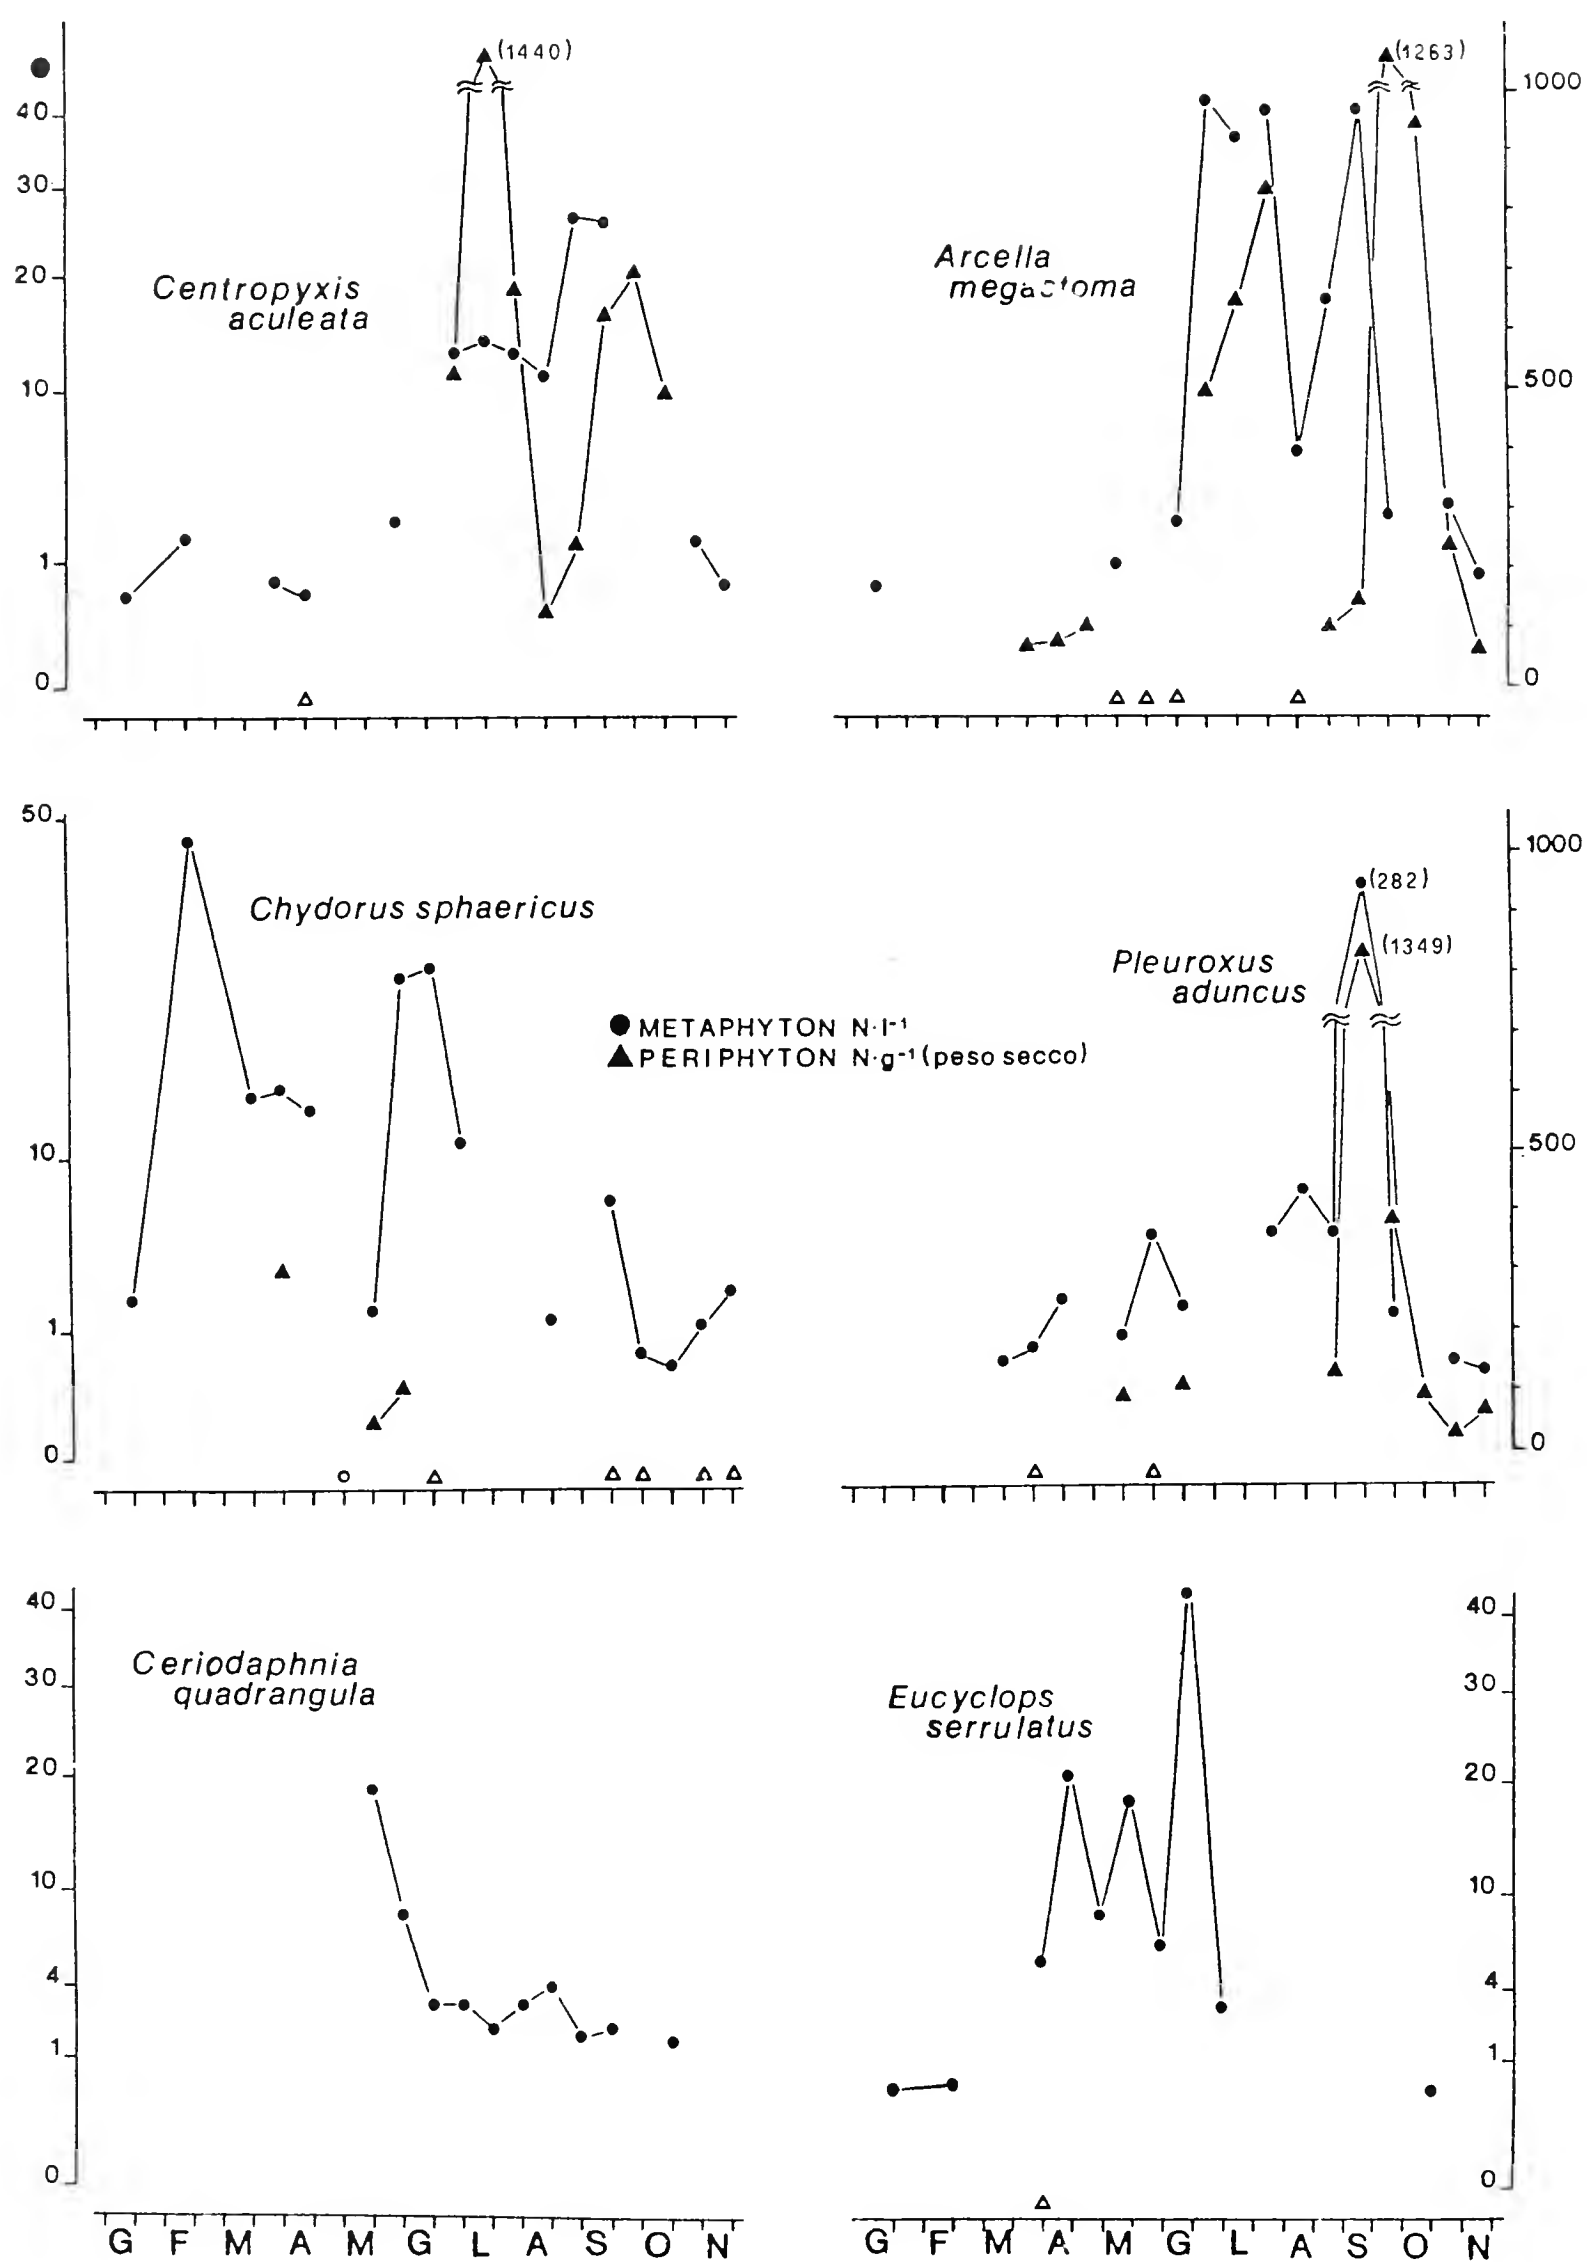 (1440)
40
30
20
10
1
0
Centropyxis
aculeata
(1263)
1000
500
0
Arcella
50
10
1
0
Chydorus sphaericus
● METAPHYTON N·l⁻¹
▲ PERIPHYTON N·g⁻¹ (peso secco)
(282)
(1349)
Pleuroxus
aduncus
1000
500
0
40
30
20
10
4
1
0
Ceriodaphnia
quadrangula
Eucyclops
serrulatus
40
30
20
10
4
1
0
G F M A M G L A S O N
G F M A M G L A S O N